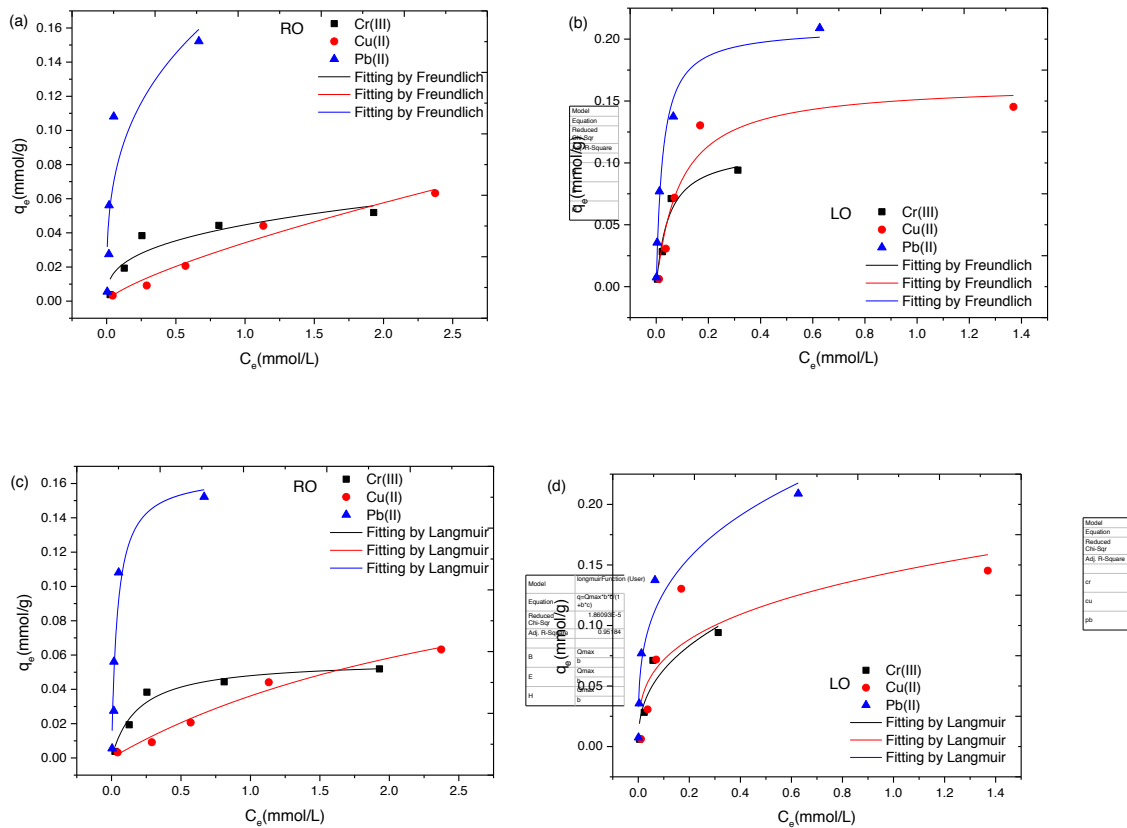 (a)
RO
Cr(III)
Cu(II)
Pb(II)
Fitting by Freundlich
Fitting by Freundlich
Fitting by Freundlich
0.16
0.14
0.12
0.10
0.08
0.06
0.04
0.02
0.00
qe(mmol/g)
0.0 0.5 1.0 1.5 2.0 2.5
Ce(mmol/L)
(b)
0.20
0.15
0.10
0.05
0.00
qe(mmol/g)
Model
Equation
Reduced
Chi-Sqr
R-Square
LO
Cr(III)
Cu(II)
Pb(II)
Fitting by Freundlich
Fitting by Freundlich
Fitting by Freundlich
0.0 0.2 0.4 0.6 0.8 1.0 1.2 1.4
Ce(mmol/L)
(c)
RO
Cr(III)
Cu(II)
Pb(II)
Fitting by Langmuir
Fitting by Langmuir
Fitting by Langmuir
0.16
0.14
0.12
0.10
0.08
0.06
0.04
0.02
0.00
qe(mmol/g)
0.0 0.5 1.0 1.5 2.0 2.5
Ce(mmol/L)
(d)
0.20
0.15
0.10
0.05
0.00
qe(mmol/g)
Model longmuirFunction (User)
Equation q=Qmax*b*c/(1
+b*c)
Reduced
Chi-Sqr 1.86093E-5
Adj. R-Square 0.95184
B Qmax
b
E Qmax
b
H Qmax
b
LO
Cr(III)
Cu(II)
Pb(II)
Fitting by Langmuir
Fitting by Langmuir
Fitting by Langmuir
0.0 0.2 0.4 0.6 0.8 1.0 1.2 1.4
Ce(mmol/L)
Model
Equation
Reduced
Chi-Sqr
Adj. R-Square
cr
cu
pb